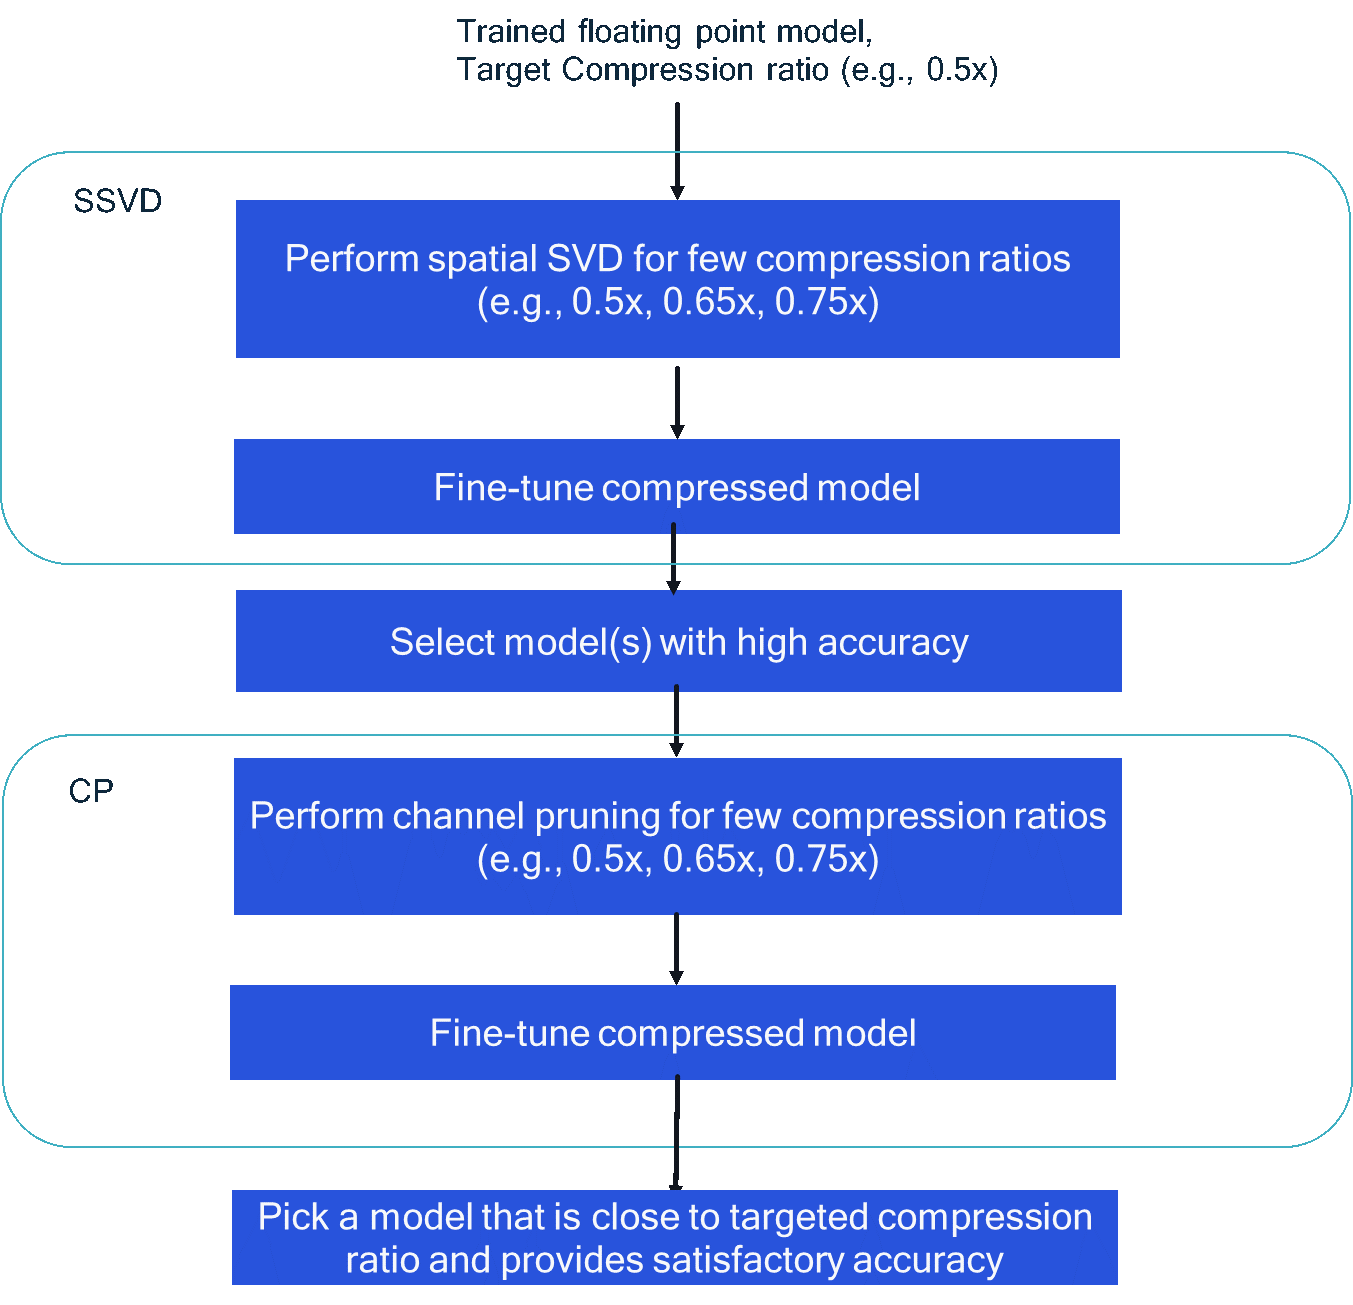 Trained floating point model,
Target Compression ratio (e.g., 0.5x)
SSVD
Perform spatial SVD for few compression ratios
(e.g., 0.5x, 0.65x, 0.75x)
Fine-tune compressed model
Select model(s) with high accuracy
CP
Perform channel pruning for few compression ratios
(e.g., 0.5x, 0.65x, 0.75x)
Fine-tune compressed model
Pick a model that is close to targeted compression
ratio and provides satisfactory accuracy